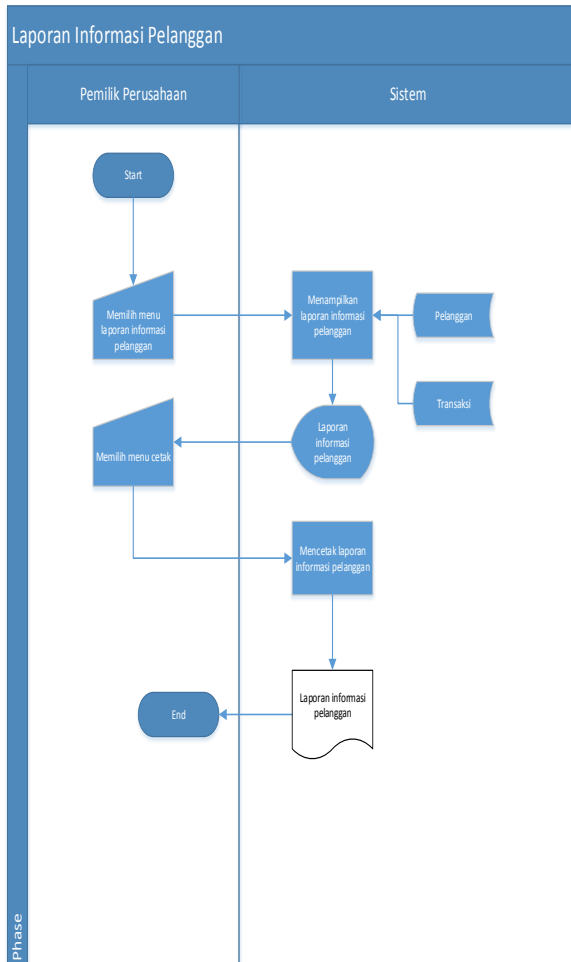 Laporan Informasi Pelanggan
Pemilik Perusahaan
Sistem
Start
Memilih menu
laporan informasi
pelanggan
Menampilkan
laporan informasi
pelanggan
Pelanggan
Transaksi
Laporan
informasi
pelanggan
Memilih menu cetak
Mencetak laporan
informasi pelanggan
Laporan informasi
pelanggan
End
Phase